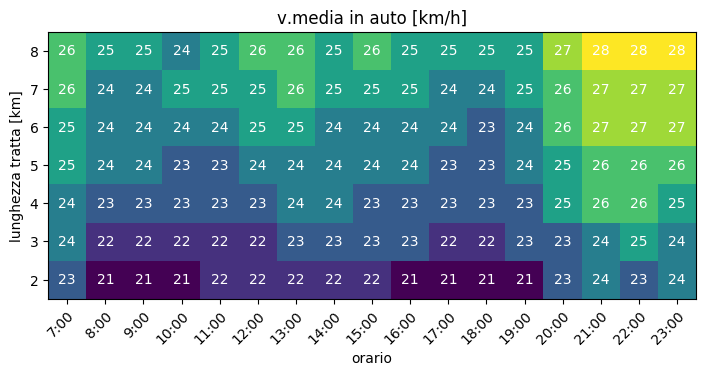 v.media in auto [km/h]
lunghezza tratta [km]
8 26 25 25 24 25 26 26 25 26 25 25 25 25 27 28 28 28
7 26 24 24 25 25 25 26 25 25 25 24 24 25 26 27 27 27
6 25 24 24 24 24 25 25 24 24 24 24 23 24 26 27 27 27
5 25 24 24 23 23 24 24 24 24 24 23 23 24 25 26 26 26
4 24 23 23 23 23 23 24 24 23 23 23 23 23 25 26 26 25
3 24 22 22 22 22 22 23 23 23 23 22 22 23 23 24 25 24
2 23 21 21 21 22 22 22 22 22 21 21 21 21 23 24 23 24
7:00 8:00 9:00 10:00 11:00 12:00 13:00 14:00 15:00 16:00 17:00 18:00 19:00 20:00 21:00 22:00 23:00
orario